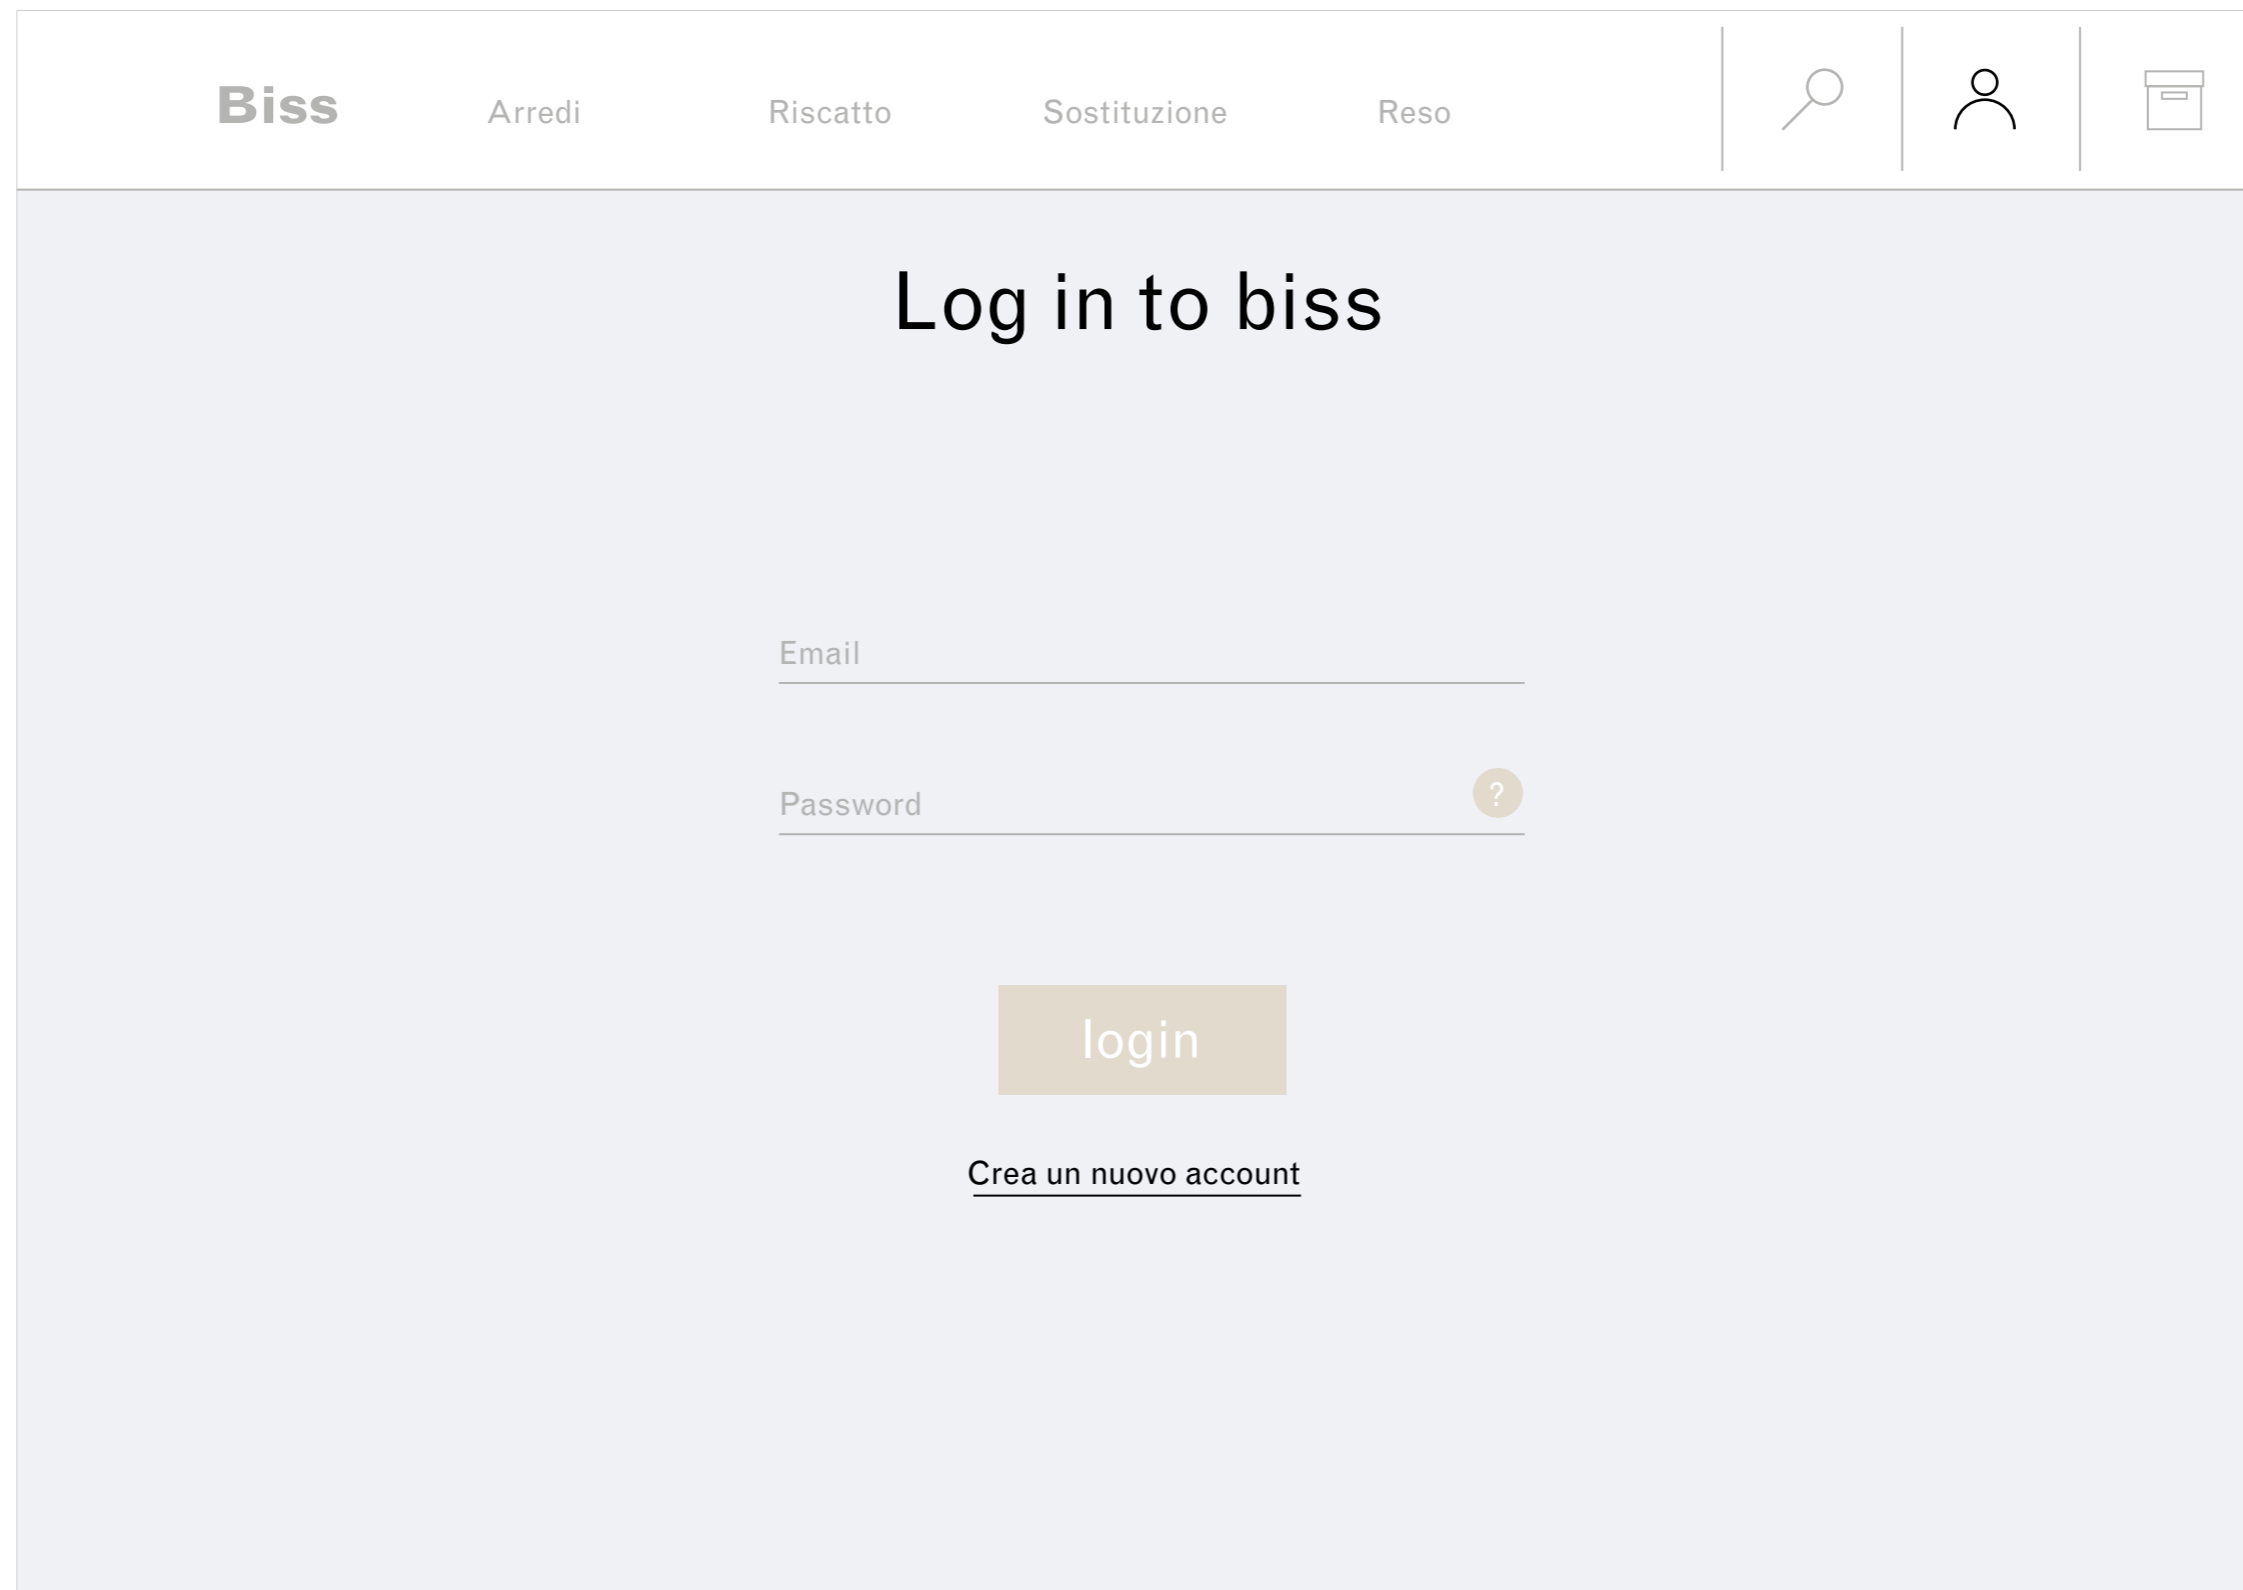 Biss Arredi Riscatto Sostituzione Reso
Log in to biss
Email
Password ?
login
Crea un nuovo account